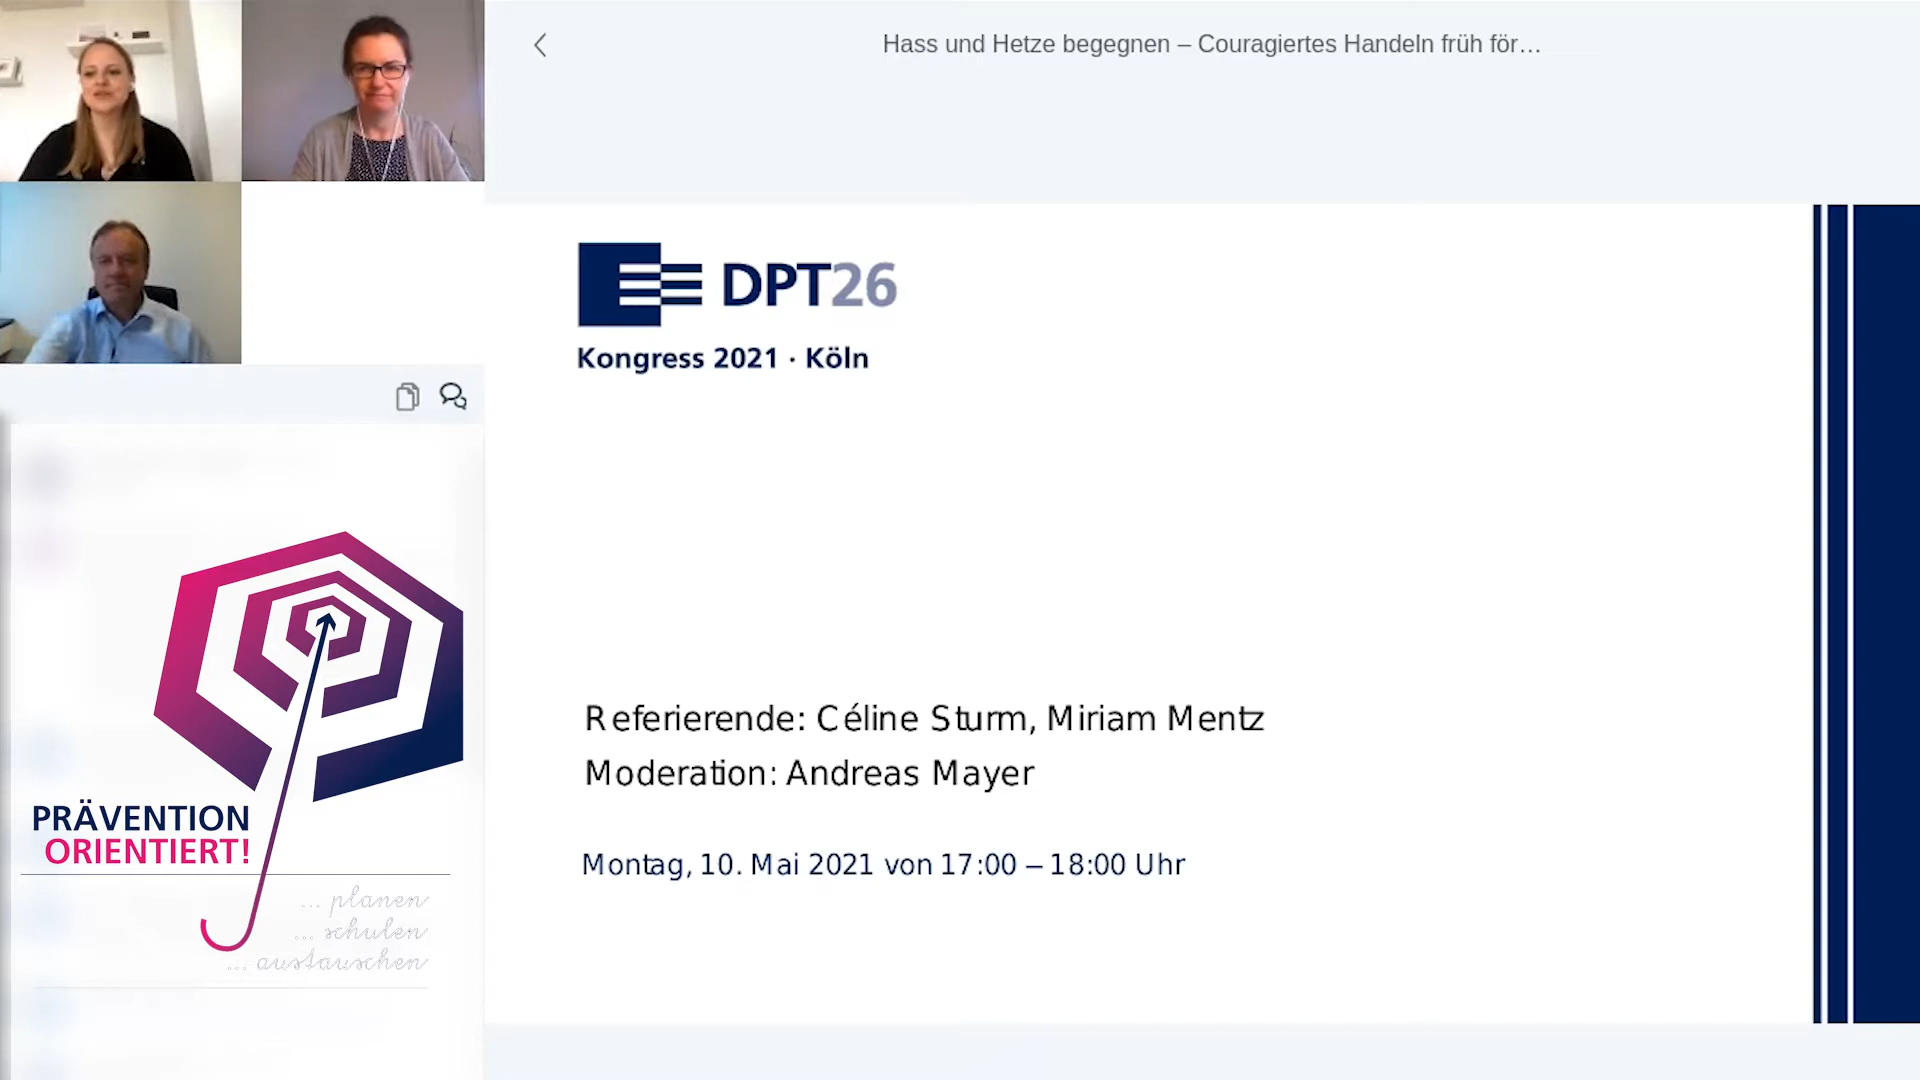 Hass und Hetze begegnen – Couragiertes Handeln früh för…
DPT26
Kongress 2021 · Köln
Referierende: Céline Sturm, Miriam Mentz
Moderation: Andreas Mayer
Montag, 10. Mai 2021 von 17:00 – 18:00 Uhr
PRÄVENTION
ORIENTIERT!
... planen
... schulen
... austauschen